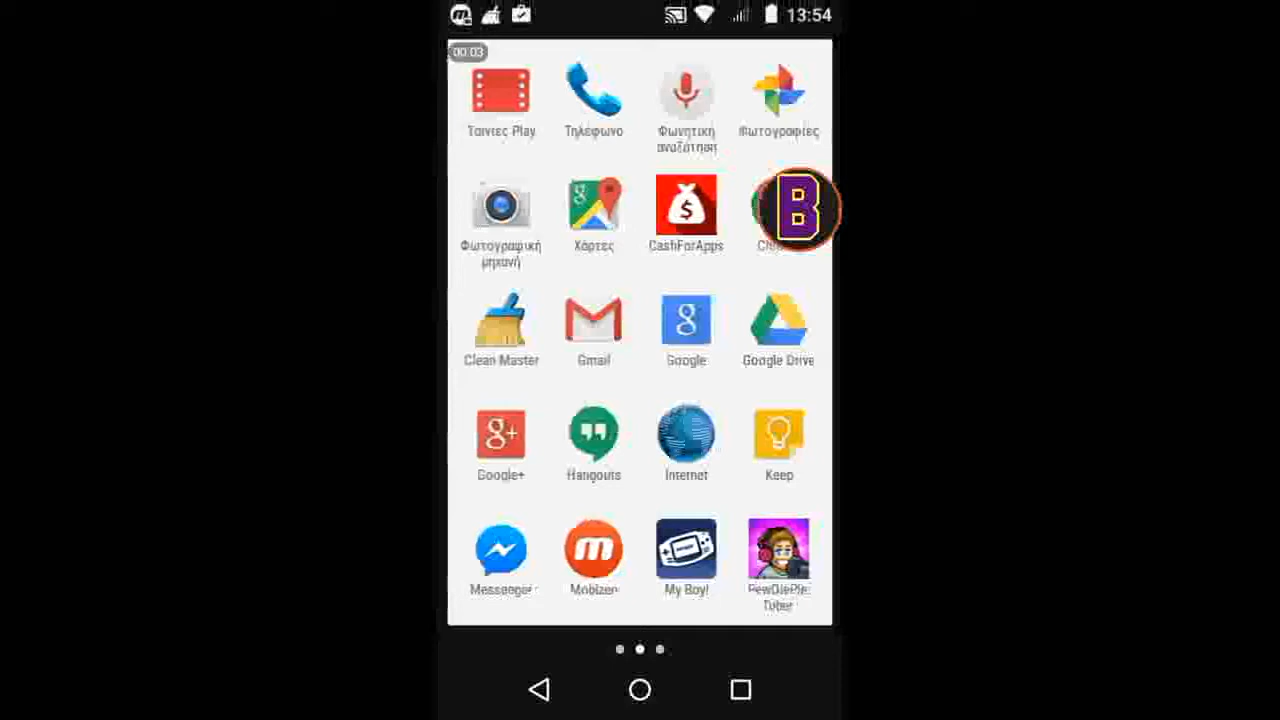 13:54
00:03
Ταινίες Play
Τηλέφωνο
Φωνητική
αναζήτηση
Φωτογραφίες
Φωτογραφική
μηχανή
Χάρτες
CashForApps
B
Clean Master
Gmail
Google
Google Drive
Google+
Hangouts
Internet
Keep
Messenger
Mobizen
My Boy!
PewDiePie:
Tuber